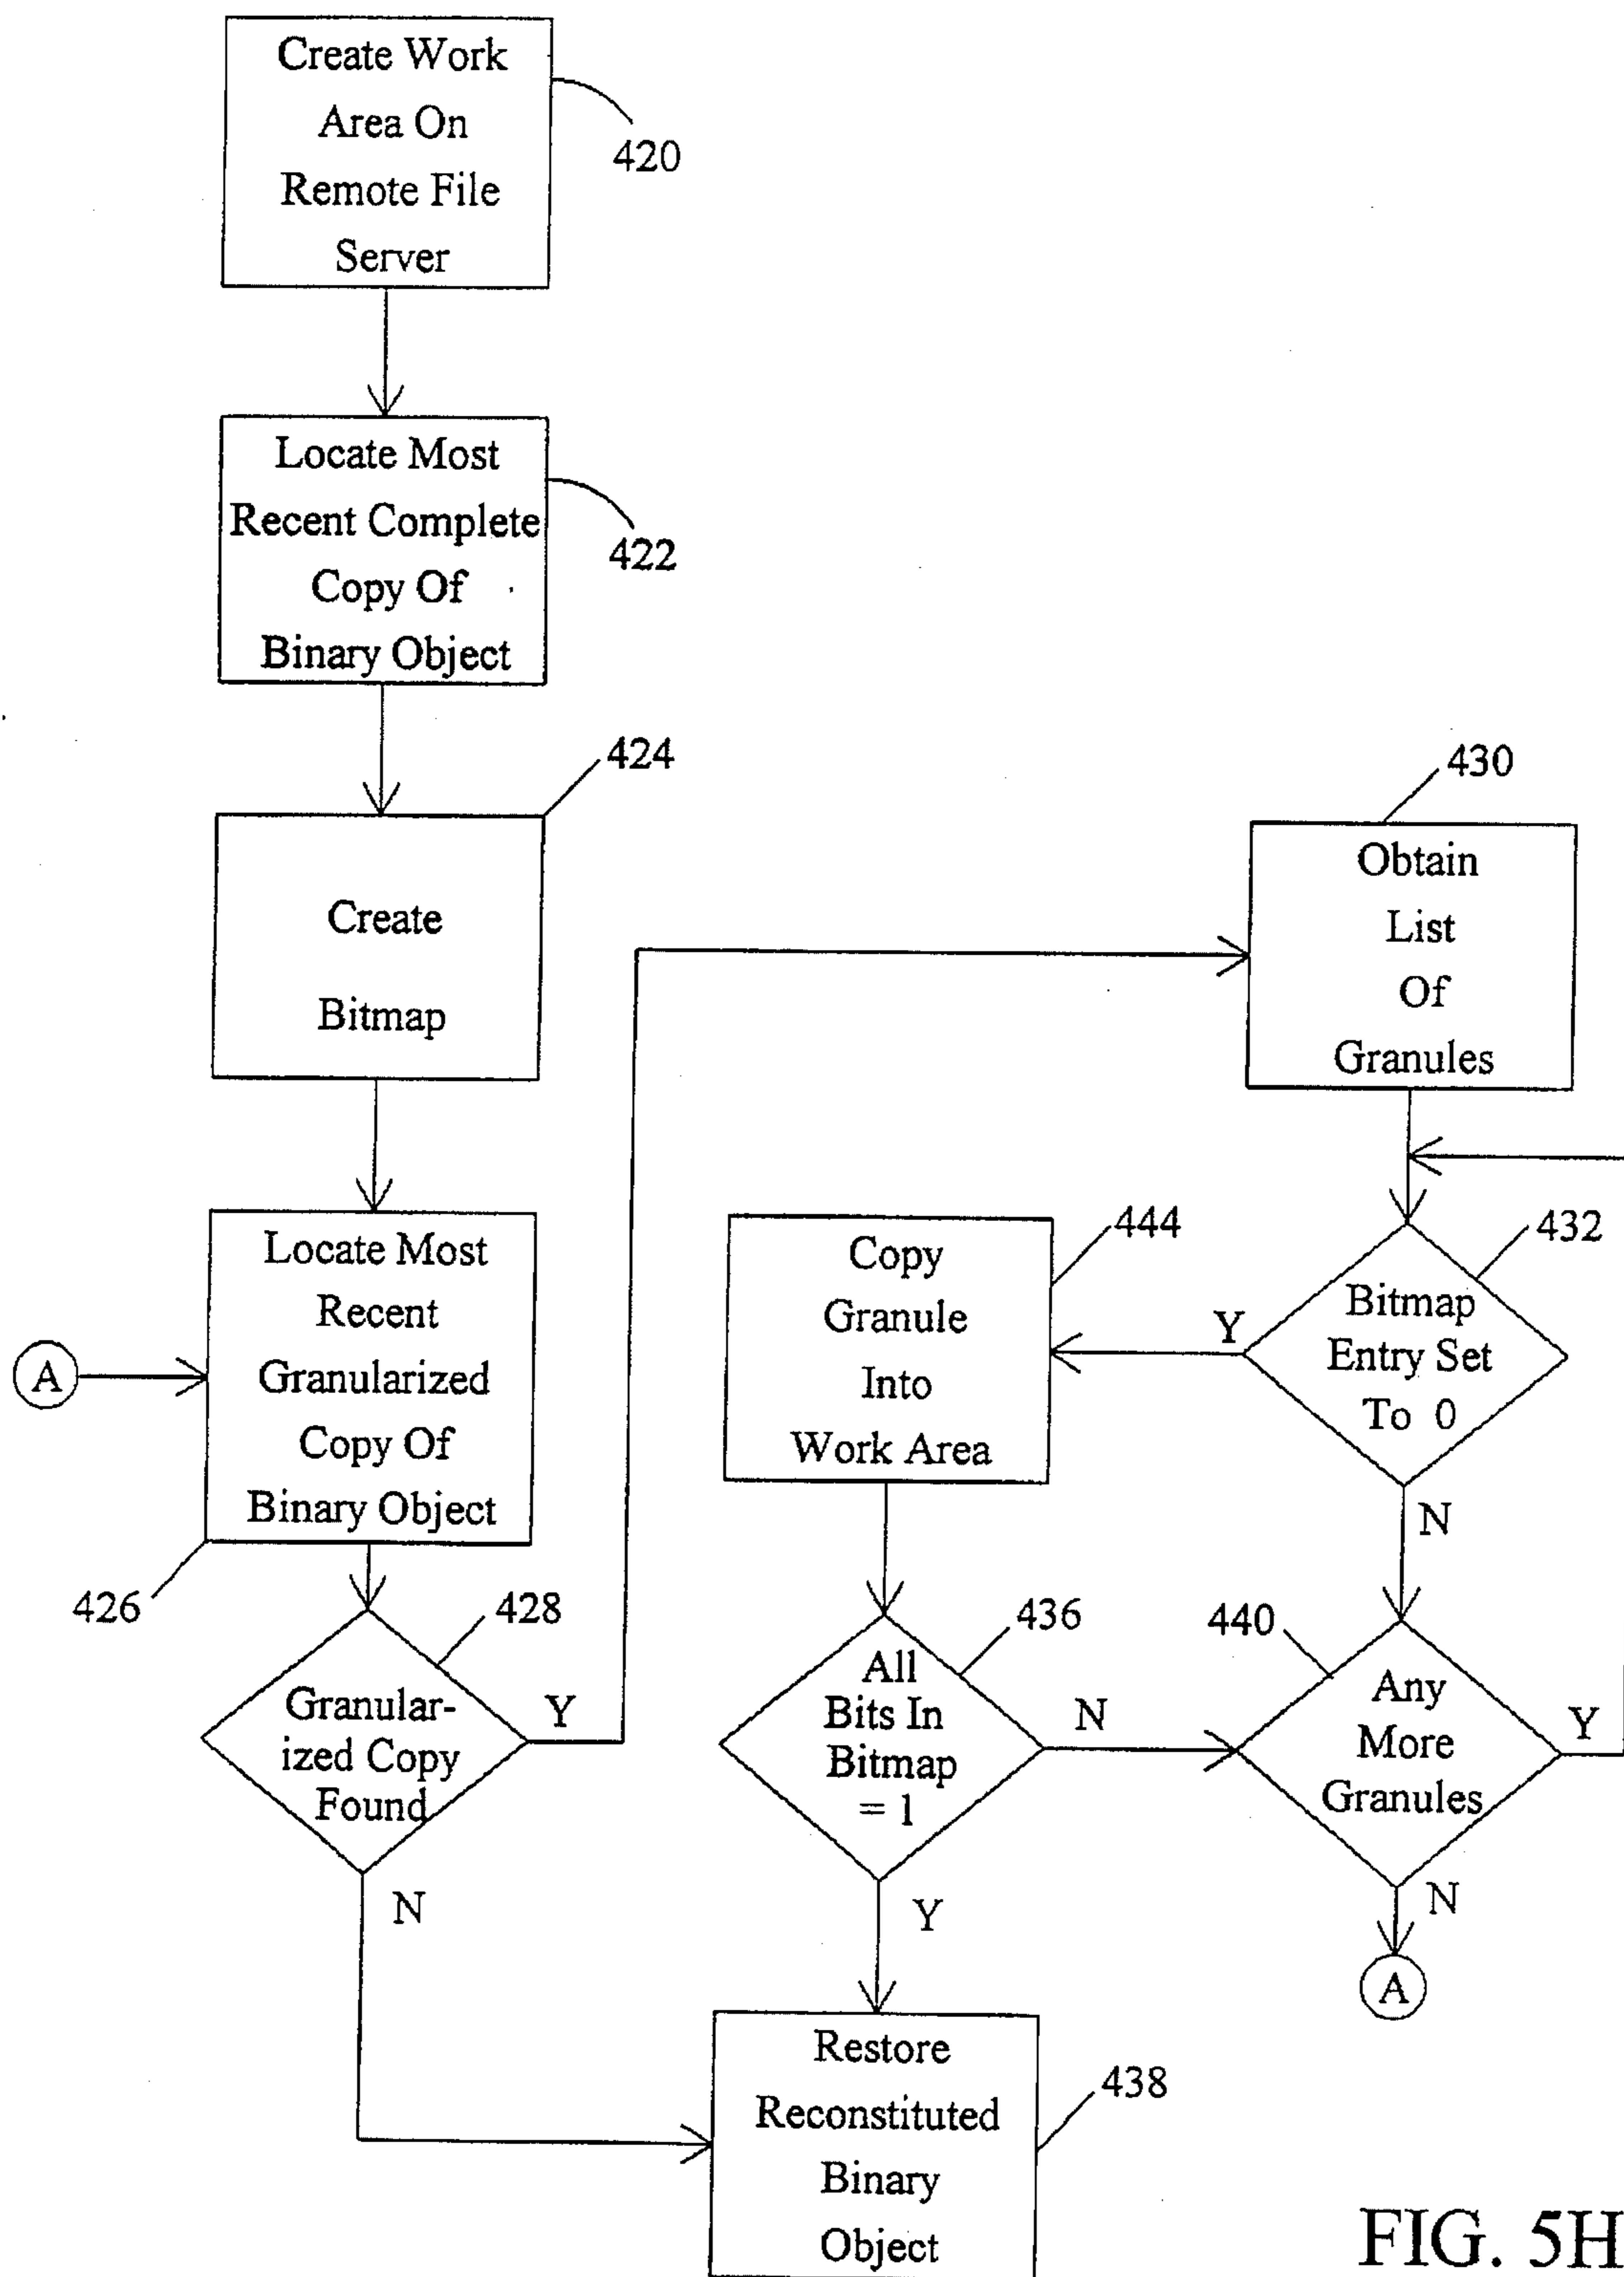 Create Work
Area On
Remote File
Server
420
Locate Most
Recent Complete
Copy Of
Binary Object
422
424
Create
Bitmap
Locate Most
Recent
Granularized
Copy Of
Binary Object
A
426
428
Granular-
ized Copy
Found
Y
N
430
Obtain
List
Of
Granules
432
Bitmap
Entry Set
To 0
Y
N
444
Copy
Granule
Into
Work Area
436
All
Bits In
Bitmap
= 1
N
Y
440
Any
More
Granules
Y
N
A
Restore
Reconstituted
Binary
Object
438
FIG. 5H